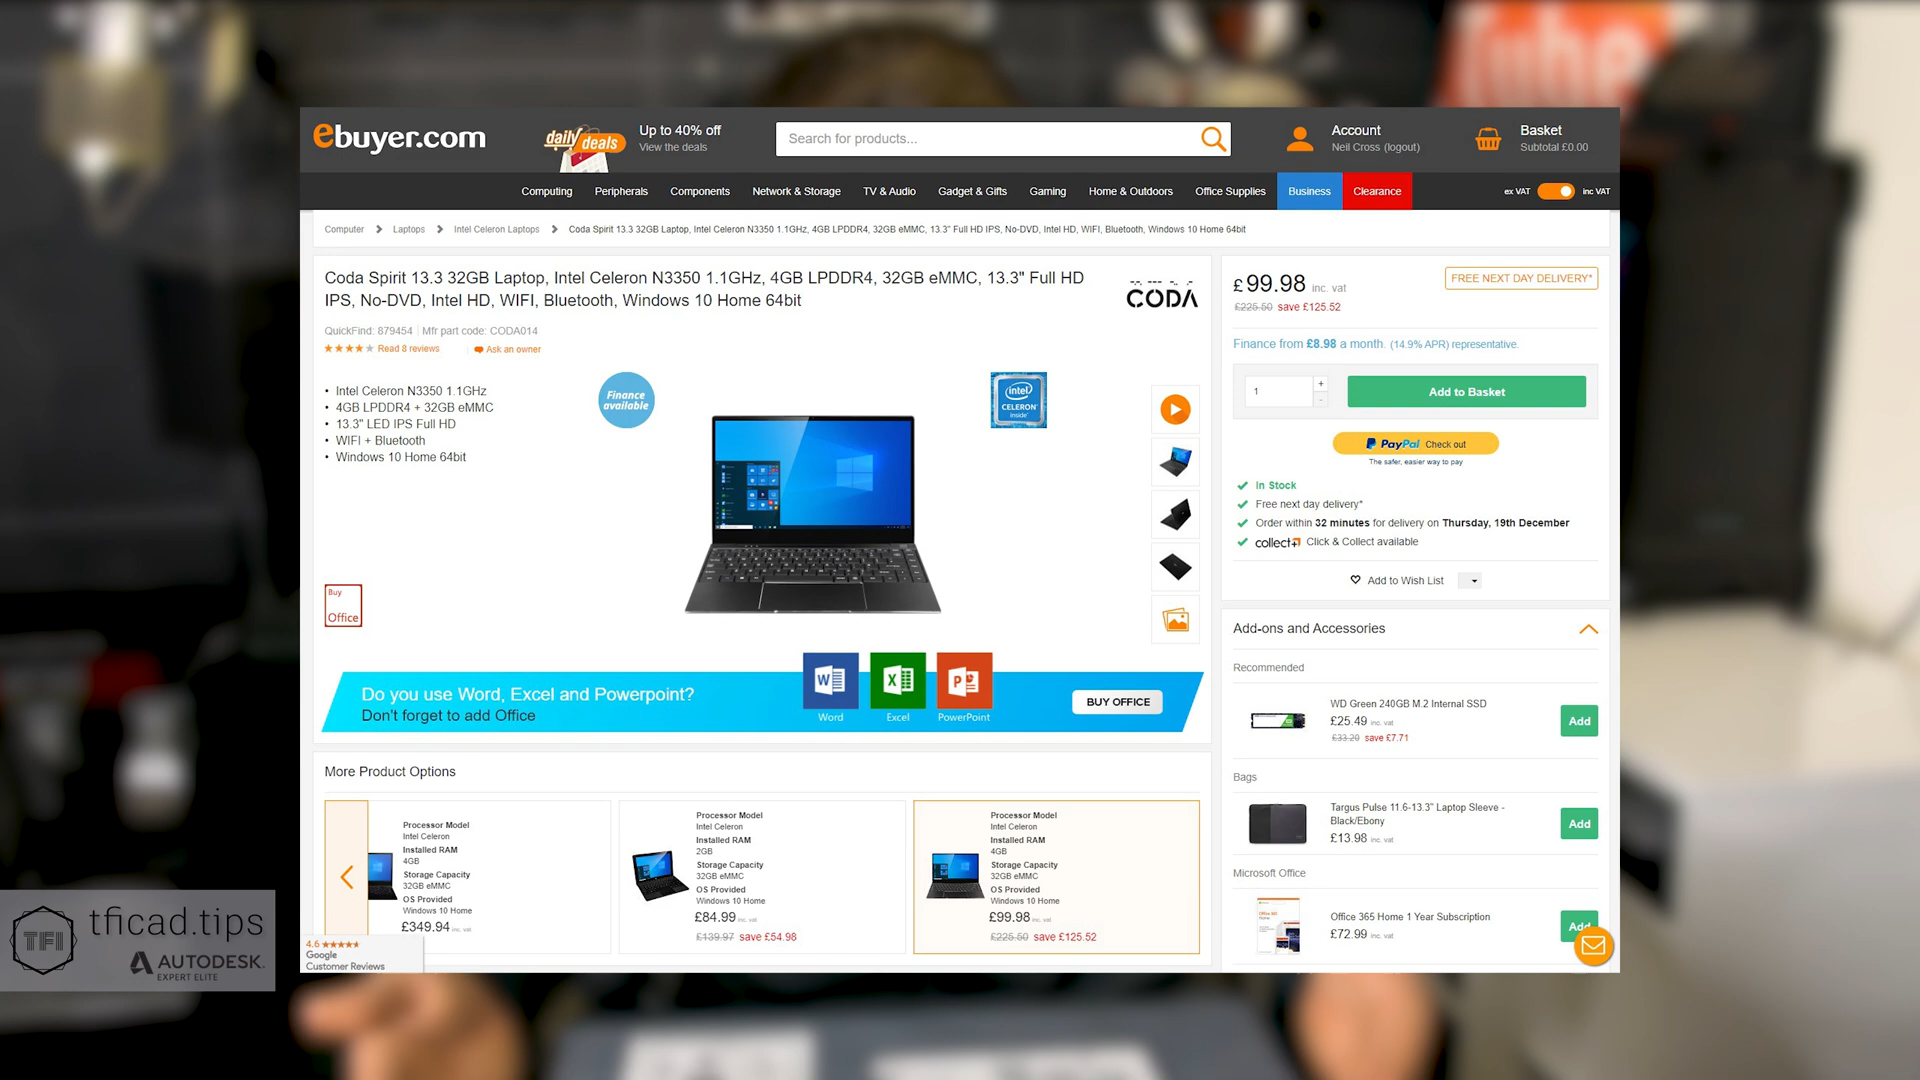 ebuyer.com
daily deals
Up to 40% off
View the deals
Search for products...
Account
Neil Cross (logout)
Basket
Subtotal £0.00
Computing
Peripherals
Components
Network & Storage
TV & Audio
Gadget & Gifts
Gaming
Home & Outdoors
Office Supplies
Business
Clearance
ex VAT
inc VAT
Computer
Laptops
Intel Celeron Laptops
Coda Spirit 13.3 32GB Laptop, Intel Celeron N3350 1.1GHz, 4GB LPDDR4, 32GB eMMC, 13.3" Full HD IPS, No-DVD, Intel HD, WIFI, Bluetooth, Windows 10 Home 64bit
Coda Spirit 13.3 32GB Laptop, Intel Celeron N3350 1.1GHz, 4GB LPDDR4, 32GB eMMC, 13.3" Full HD
IPS, No-DVD, Intel HD, WIFI, Bluetooth, Windows 10 Home 64bit
CODA
QuickFind: 879454 | Mfr part code: CODA014
Read 8 reviews
Ask an owner
• Intel Celeron N3350 1.1GHz
• 4GB LPDDR4 + 32GB eMMC
• 13.3" LED IPS Full HD
• WIFI + Bluetooth
• Windows 10 Home 64bit
Finance
available
intel
CELERON
inside
Buy
Office
Do you use Word, Excel and Powerpoint?
Don't forget to add Office
Word
Excel
PowerPoint
BUY OFFICE
£99.98 inc. vat
FREE NEXT DAY DELIVERY*
£225.50 save £125.52
Finance from £8.98 a month. (14.9% APR) representative.
1
+
-
Add to Basket
PayPal Check out
The safer, easier way to pay
In Stock
Free next day delivery*
Order within 32 minutes for delivery on Thursday, 19th December
collect+ Click & Collect available
Add to Wish List
Add-ons and Accessories
Recommended
WD Green 240GB M.2 Internal SSD
£25.49 inc. vat
£33.20 save £7.71
Add
Bags
Targus Pulse 11.6-13.3" Laptop Sleeve -
Black/Ebony
£13.98 inc. vat
Add
Microsoft Office
Office 365 Home 1 Year Subscription
£72.99 inc. vat
Add
More Product Options
Processor Model
Intel Celeron
Installed RAM
4GB
Storage Capacity
32GB eMMC
OS Provided
Windows 10 Home
£349.94 inc. vat
Processor Model
Intel Celeron
Installed RAM
2GB
Storage Capacity
32GB eMMC
OS Provided
Windows 10 Home
£84.99 inc. vat
£139.97 save £54.98
Processor Model
Intel Celeron
Installed RAM
4GB
Storage Capacity
32GB eMMC
OS Provided
Windows 10 Home
£99.98 inc. vat
£225.50 save £125.52
4.6
Google
Customer Reviews
TFI
tficad.tips
AUTODESK.
EXPERT ELITE